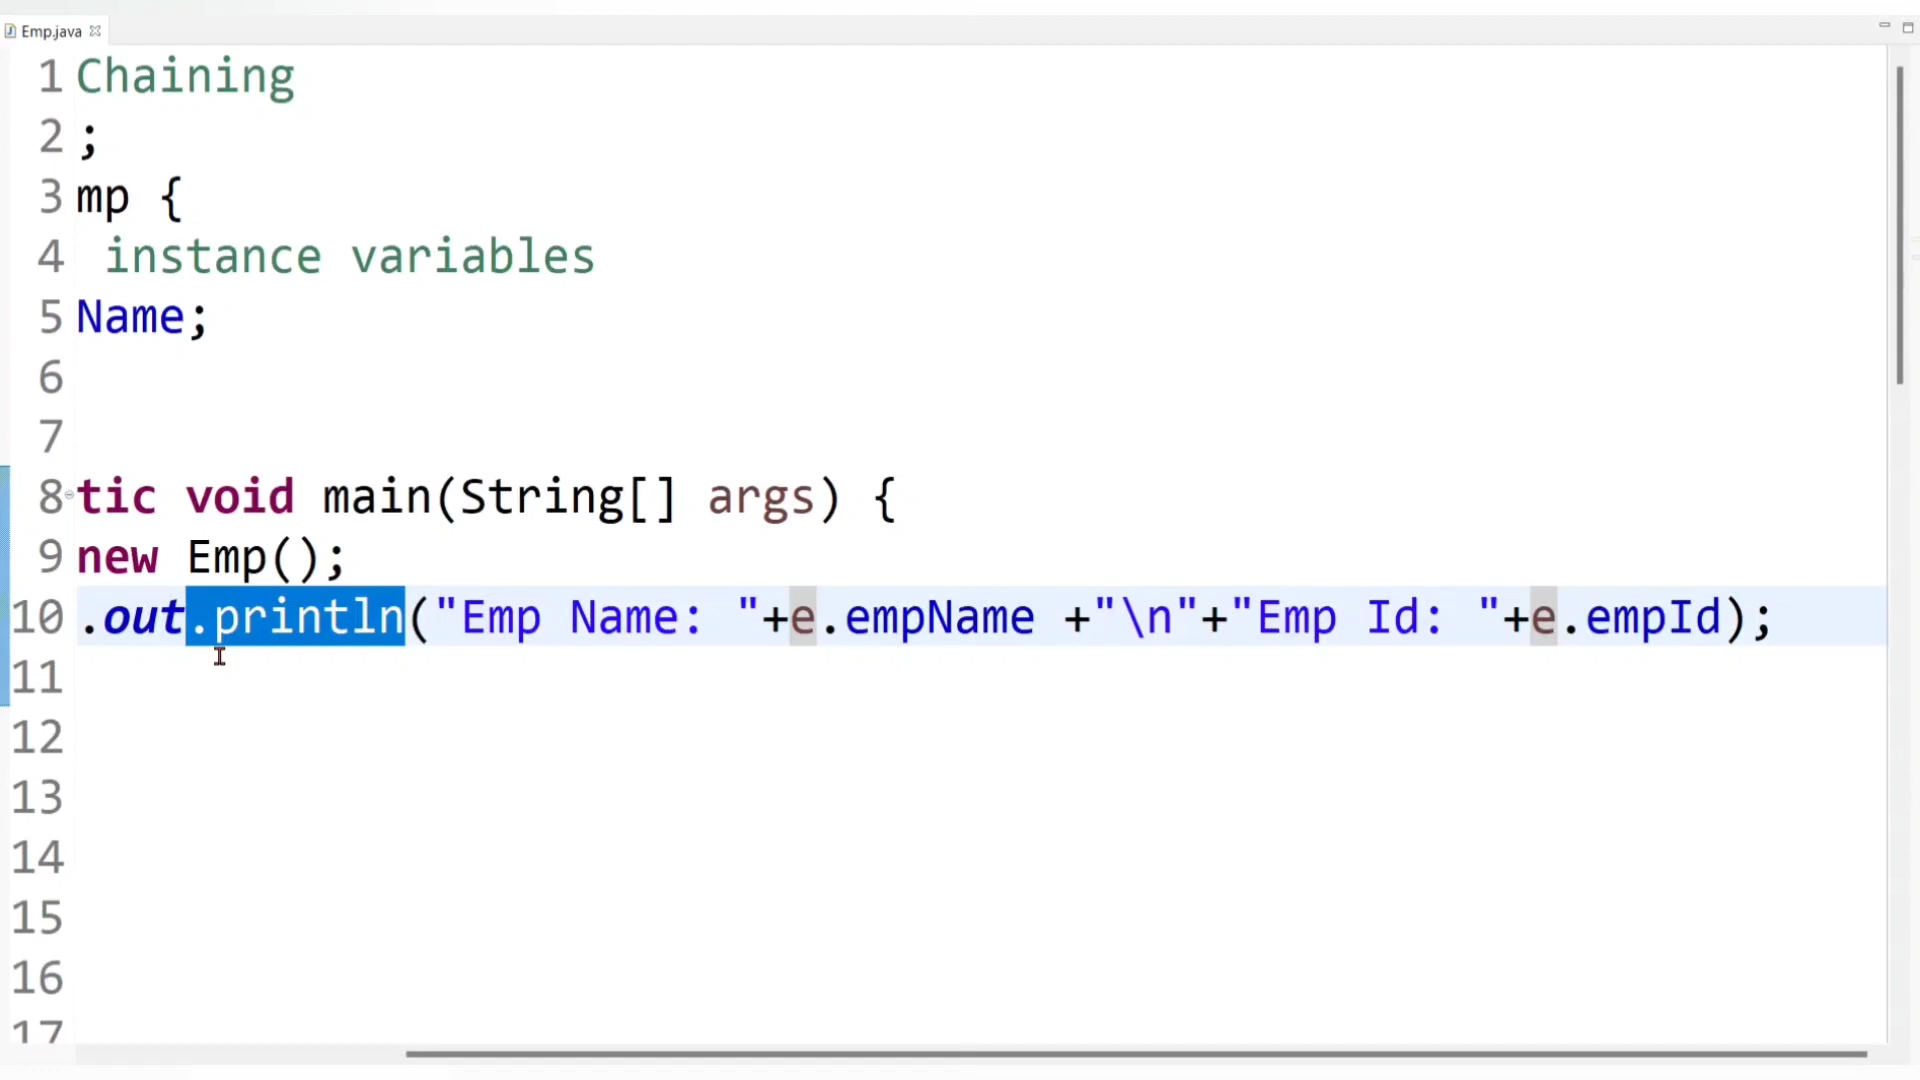 Emp.java
1 Chaining
2 ;
3 mp {
4 instance variables
5 Name;
6
7
8 tic void main(String[] args) {
9 new Emp();
10 .out.println("Emp Name: "+e.empName +"\n"+"Emp Id: "+e.empId);
11
12
13
14
15
16
17